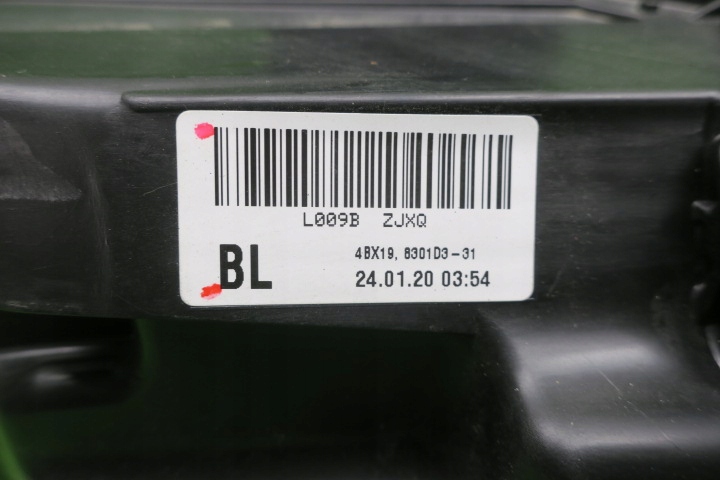 L009B ZJXQ
BL
4BX19, 8301D3-31
24.01.20 03:54